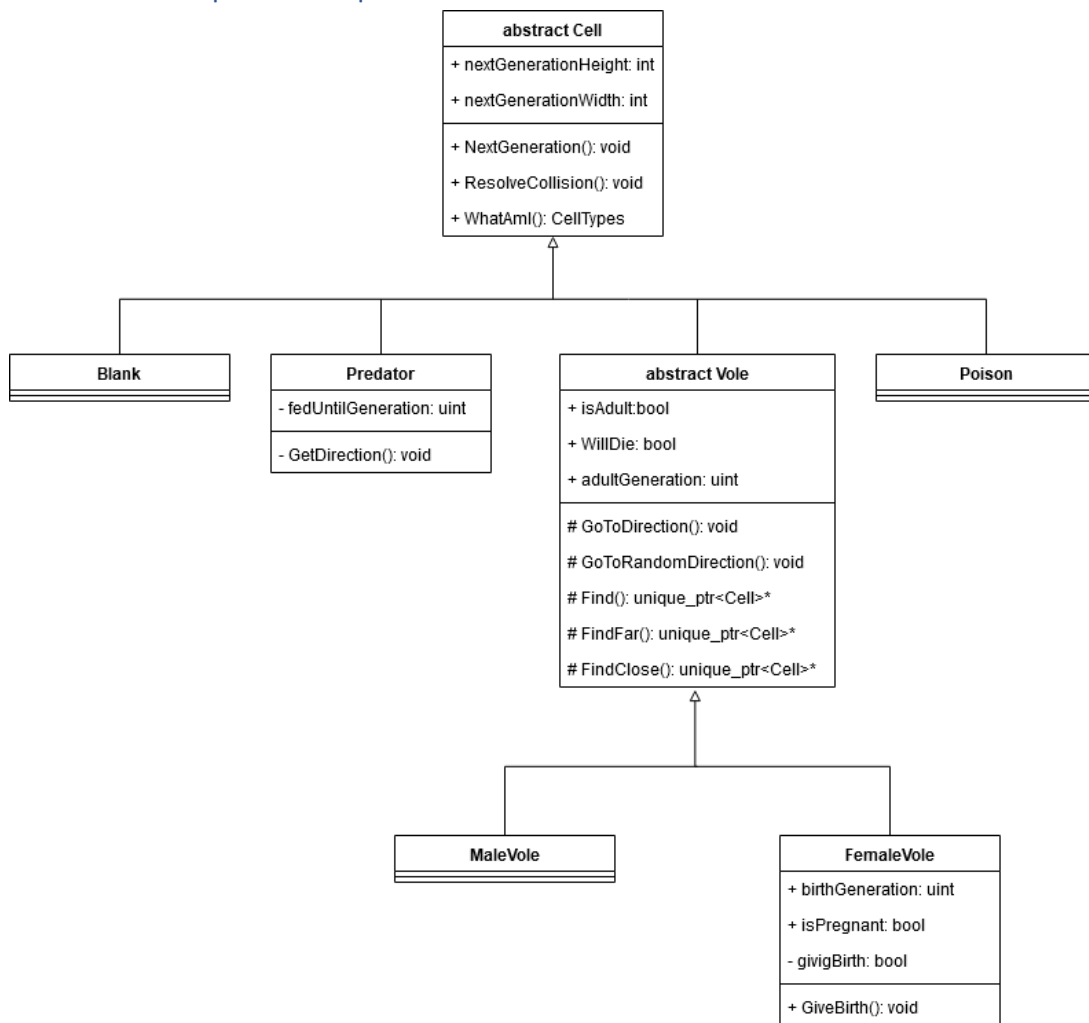 abstract Cell
+ nextGenerationHeight: int
+ nextGenerationWidth: int
+ NextGeneration(): void
+ ResolveCollision(): void
+ WhatAmI(): CellTypes
Blank
Predator
- fedUntilGeneration: uint
- GetDirection(): void
abstract Vole
+ isAdult:bool
+ WillDie: bool
+ adultGeneration: uint
# GoToDirection(): void
# GoToRandomDirection(): void
# Find(): unique_ptr<Cell>*
# FindFar(): unique_ptr<Cell>*
# FindClose(): unique_ptr<Cell>*
Poison
MaleVole
FemaleVole
+ birthGeneration: uint
+ isPregnant: bool
- givigBirth: bool
+ GiveBirth(): void